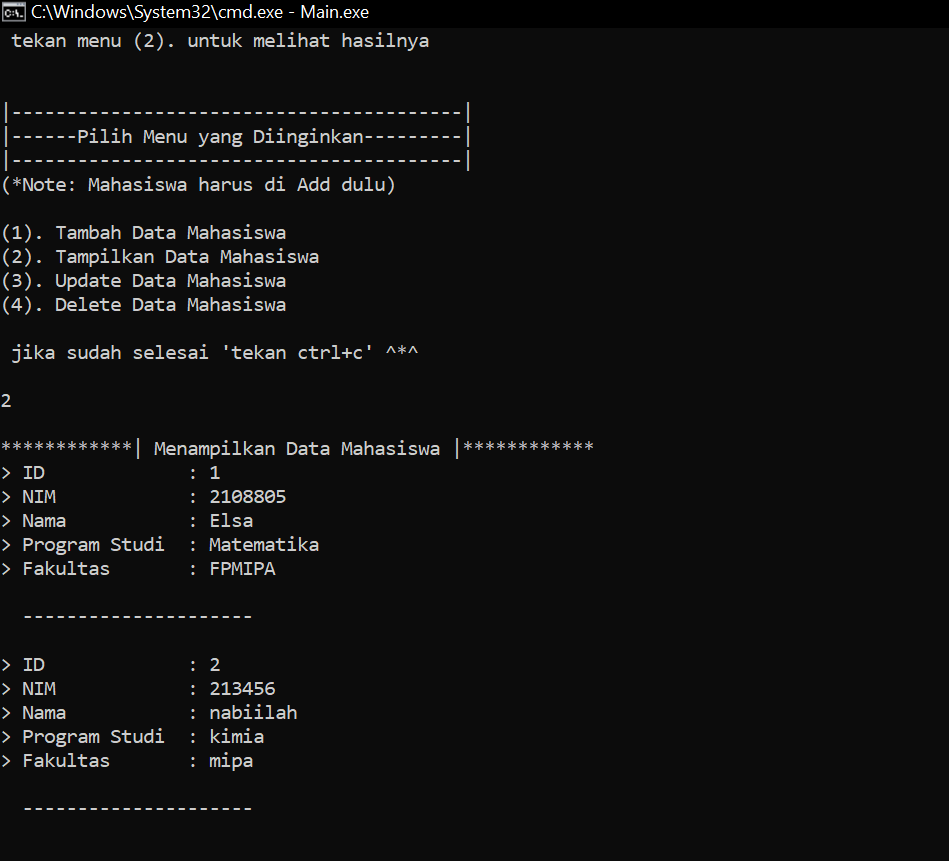 C:\Windows\System32\cmd.exe - Main.exe
tekan menu (2). untuk melihat hasilnya
|-----------------------------------------|
|------Pilih Menu yang Diinginkan---------|
|-----------------------------------------|
(*Note: Mahasiswa harus di Add dulu)
(1). Tambah Data Mahasiswa
(2). Tampilkan Data Mahasiswa
(3). Update Data Mahasiswa
(4). Delete Data Mahasiswa
jika sudah selesai 'tekan ctrl+c' ^*^
2
************| Menampilkan Data Mahasiswa |************
> ID : 1
> NIM : 2108805
> Nama : Elsa
> Program Studi : Matematika
> Fakultas : FPMIPA
---------------------
> ID : 2
> NIM : 213456
> Nama : nabiilah
> Program Studi : kimia
> Fakultas : mipa
---------------------